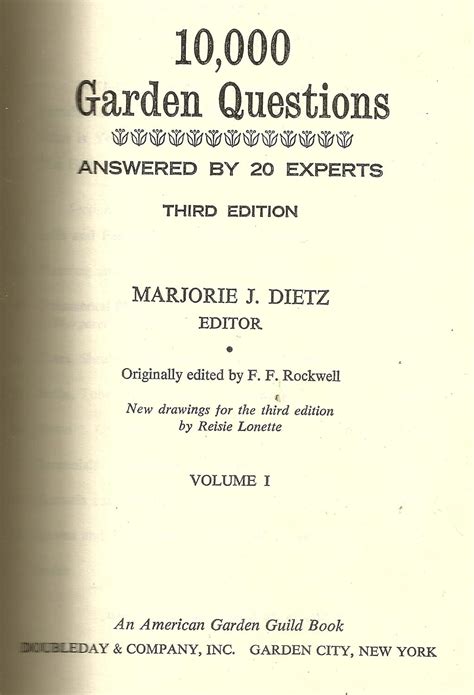 10,000
Garden Questions
ANSWERED BY 20 EXPERTS
THIRD EDITION
MARJORIE J. DIETZ
EDITOR
•
Originally edited by F. F. Rockwell
New drawings for the third edition
by Reisie Lonette
VOLUME I
An American Garden Guild Book
DOUBLEDAY & COMPANY, INC. GARDEN CITY, NEW YORK